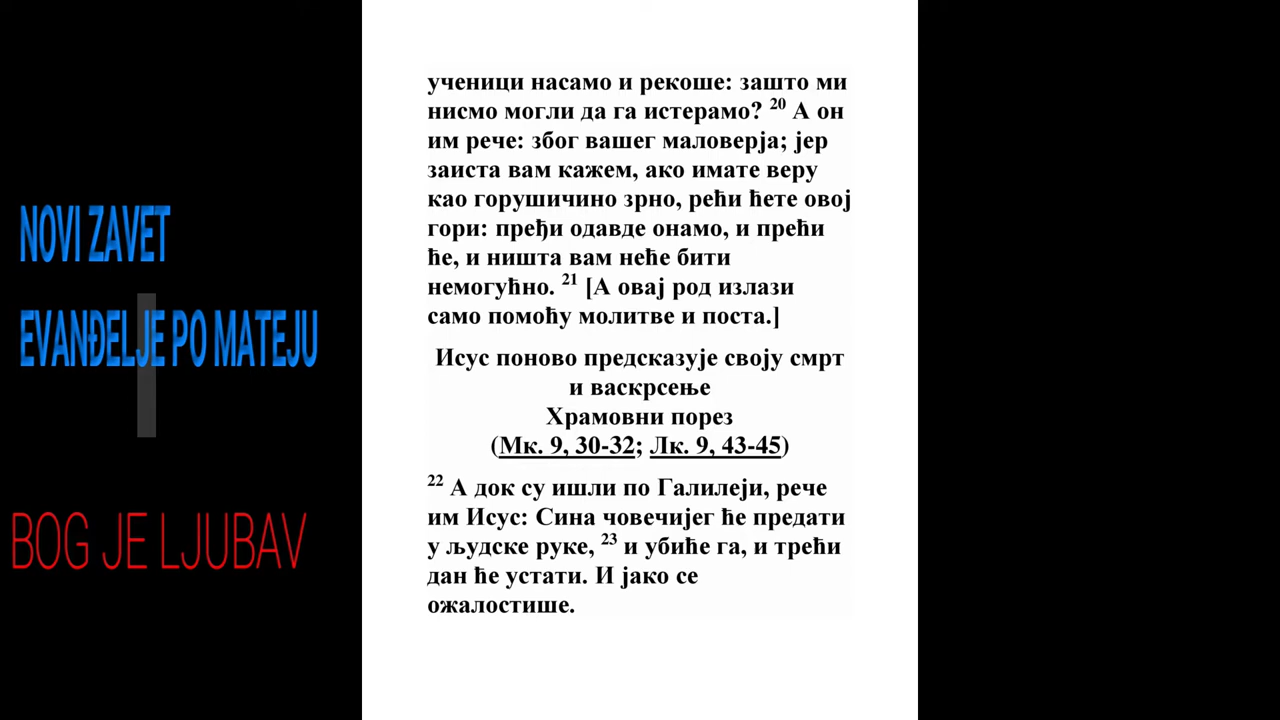 NOVI ZAVET
EVANĐELJE PO MATEJU
BOG JE LJUBAV
ученици насамо и рекоше: зашто ми
нисмо могли да га истерамо? 20 А он
им рече: због вашег маловерја; јер
заиста вам кажем, ако имате веру
као горушичино зрно, рећи ћете овој
гори: пређи одавде онамо, и прећи
ће, и ништа вам неће бити
немогућно. 21 [А овај род излази
само помоћу молитве и поста.]
Исус поново предсказује своју смрт
и васкрсење
Храмовни порез
(Мк. 9, 30-32; Лк. 9, 43-45)
22 А док су ишли по Галилеји, рече
им Исус: Сина човечијег ће предати
у људске руке, 23 и убиће га, и трећи
дан ће устати. И јако се
ожалостише.